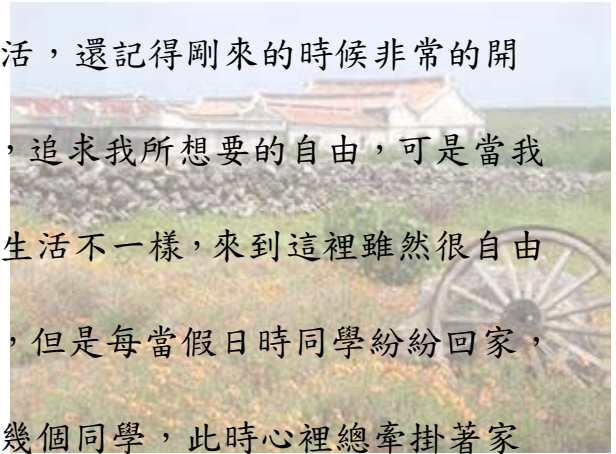 活，還記得剛來的時候非常的開
，追求我所想要的自由，可是當我
生活不一樣，來到這裡雖然很自由
，但是每當假日時同學紛紛回家，
幾個同學，此時心裡總牽掛著家